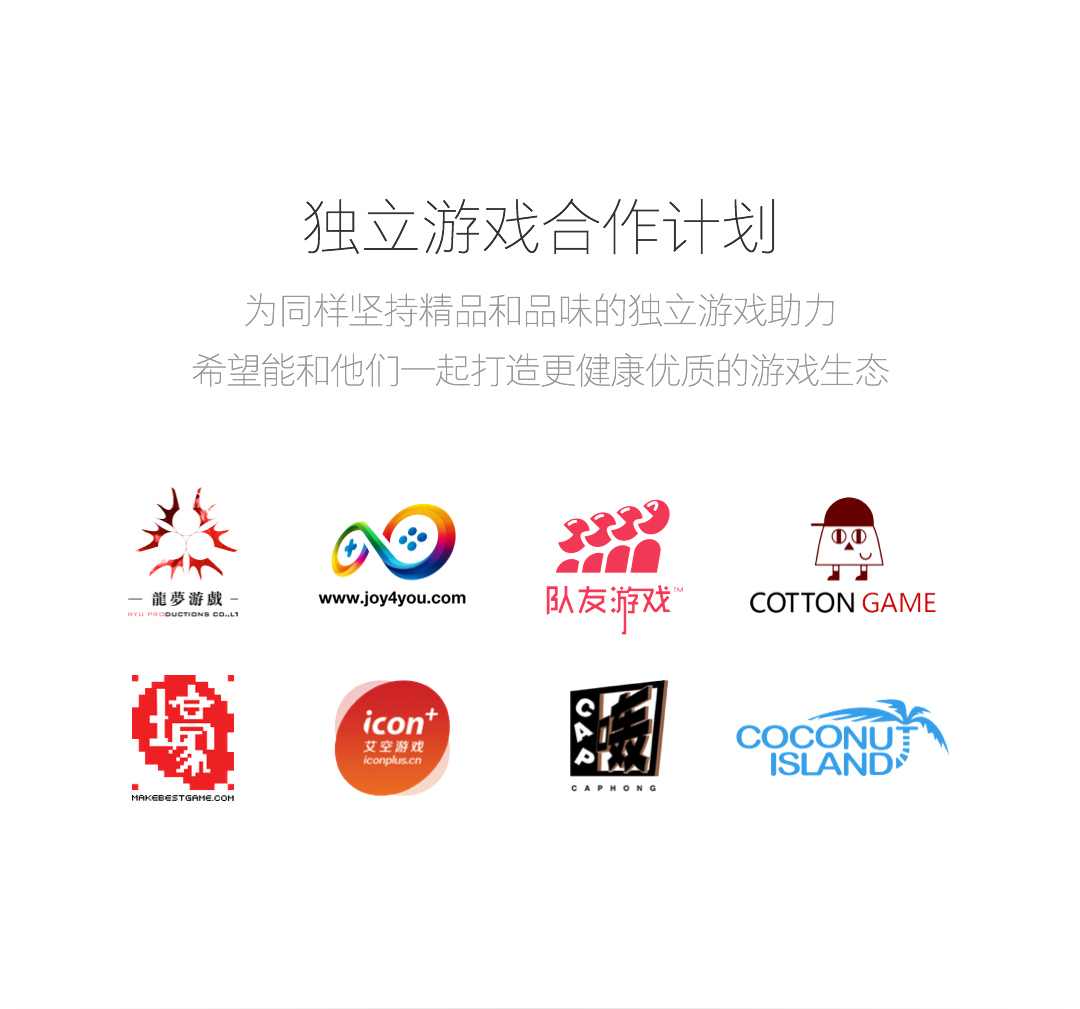 独立游戏合作计划
为同样坚持精品和品味的独立游戏助力
希望能和他们一起打造更健康优质的游戏生态
龍夢游戲
RYU PRODUCTIONS CO.,LT
www.joy4you.com
队友游戏™
COTTON GAME
壕
MAKEBESTGAME.COM
icon+
艾空游戏
iconplus.cn
CAP
CAPHONG
COCONUT
ISLAND